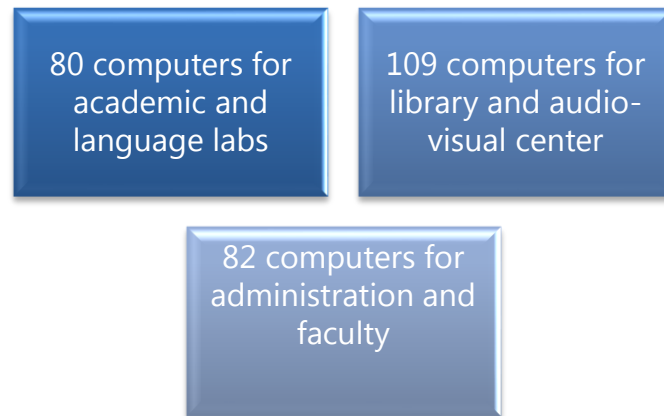 80 computers for
academic and
language labs
109 computers for
library and audio-
visual center
82 computers for
administration and
faculty